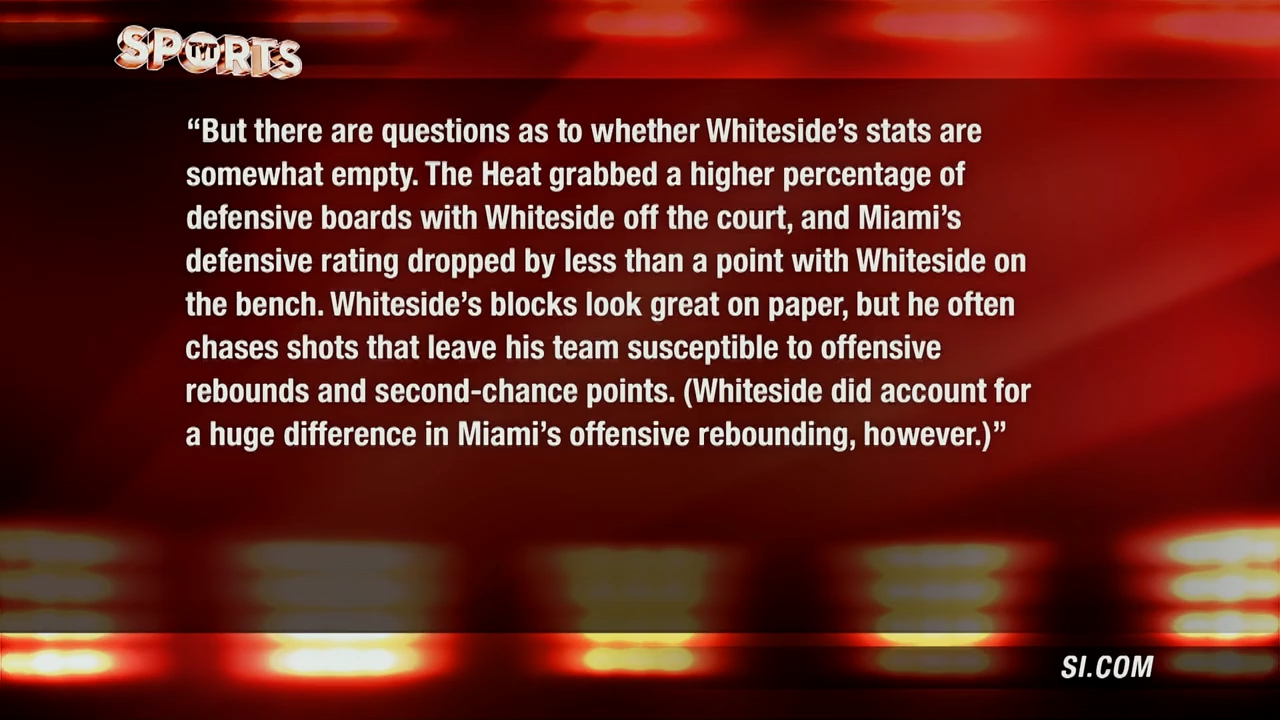 SPORTS
TYT
“But there are questions as to whether Whiteside’s stats are
somewhat empty. The Heat grabbed a higher percentage of
defensive boards with Whiteside off the court, and Miami’s
defensive rating dropped by less than a point with Whiteside on
the bench. Whiteside’s blocks look great on paper, but he often
chases shots that leave his team susceptible to offensive
rebounds and second-chance points. (Whiteside did account for
a huge difference in Miami’s offensive rebounding, however.)”
SI.COM